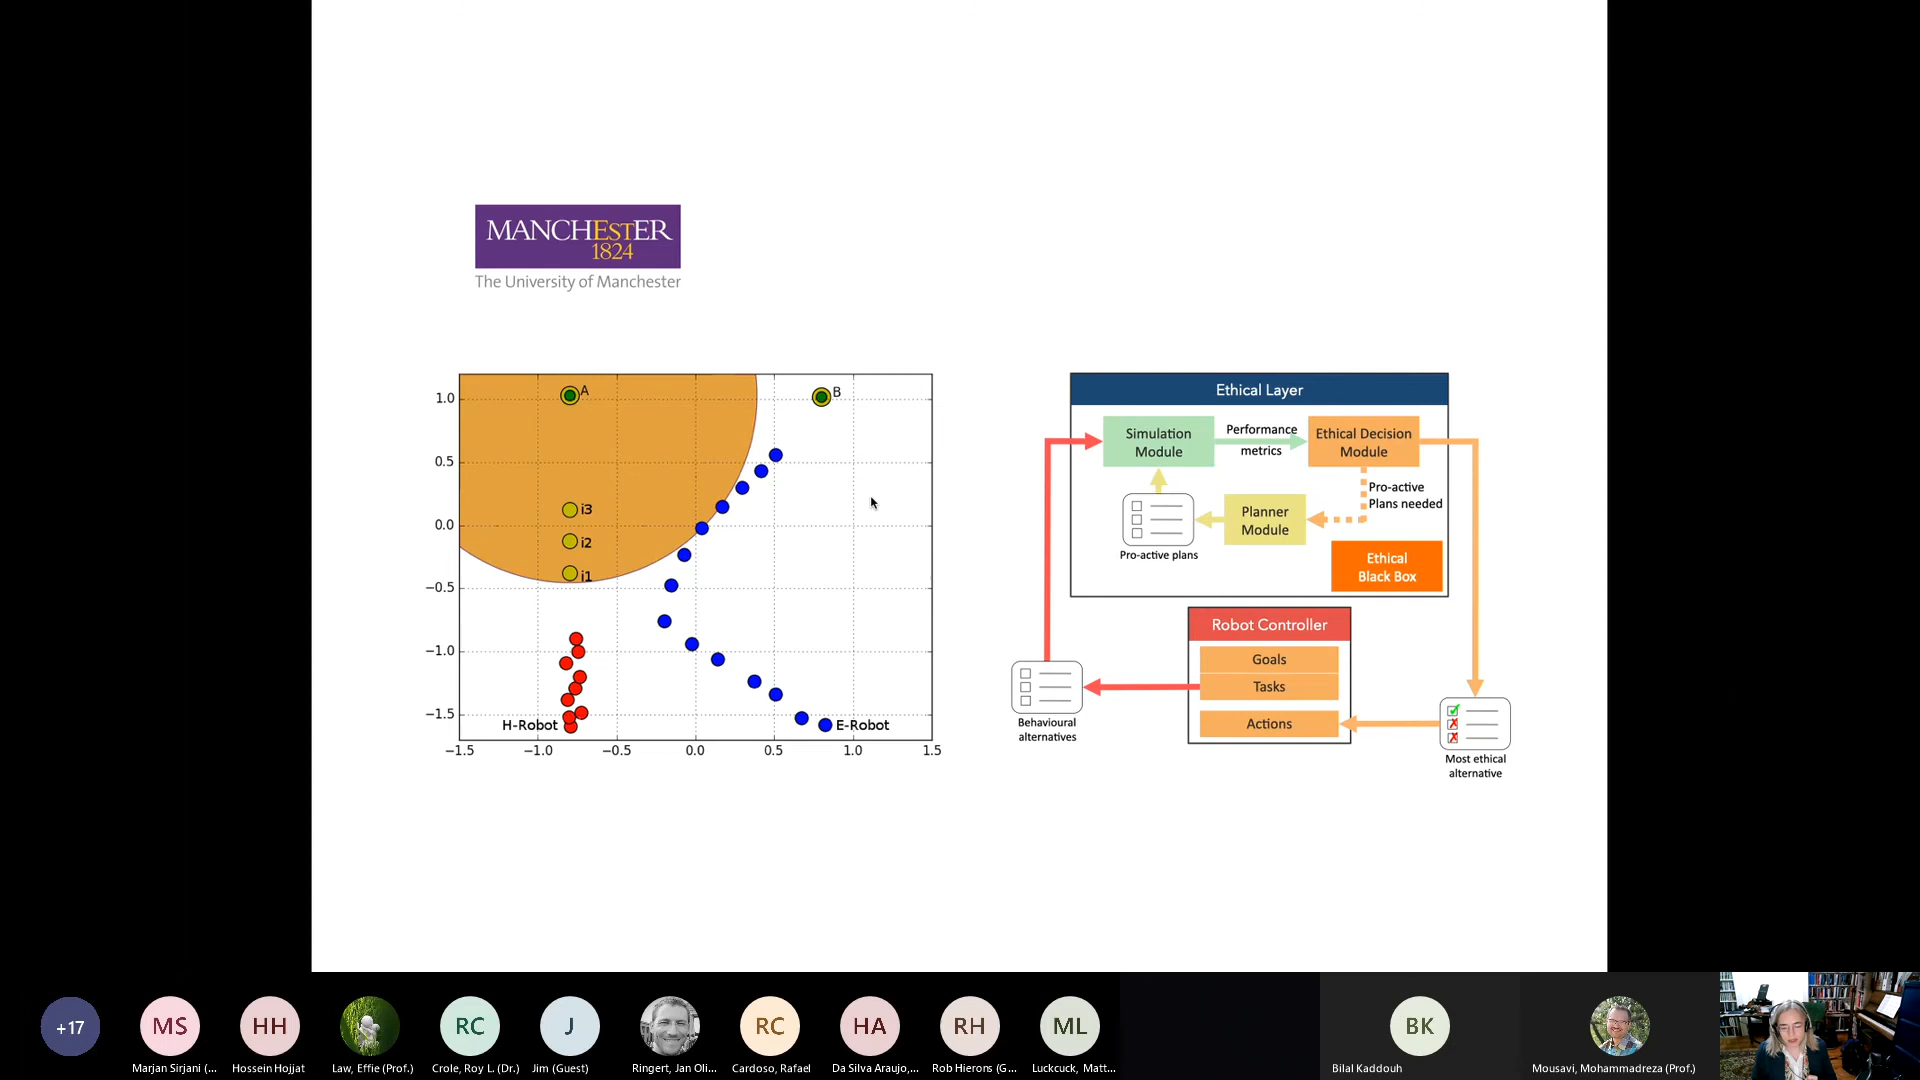 MANCHESTER
1824
The University of Manchester
A
B
i3
i2
i1
H-Robot
E-Robot
1.0
0.5
0.0
−0.5
−1.0
−1.5
−1.5
−1.0
−0.5
0.0
0.5
1.0
1.5
Ethical Layer
Simulation
Module
Performance
metrics
Ethical Decision
Module
Pro-active
Plans needed
Planner
Module
Pro-active plans
Ethical
Black Box
Robot Controller
Goals
Tasks
Actions
Behavioural
alternatives
Most ethical
alternative
+17
MS
HH
RC
J
RC
HA
RH
ML
BK
Marjan Sirjani (...
Hossein Hojjat
Law, Effie (Prof.)
Crole, Roy L. (Dr.)
Jim (Guest)
Ringert, Jan Oli...
Cardoso, Rafael
Da Silva Araujo,...
Rob Hierons (G...
Luckcuck, Matt...
Bilal Kaddouh
Mousavi, Mohammadreza (Prof.)